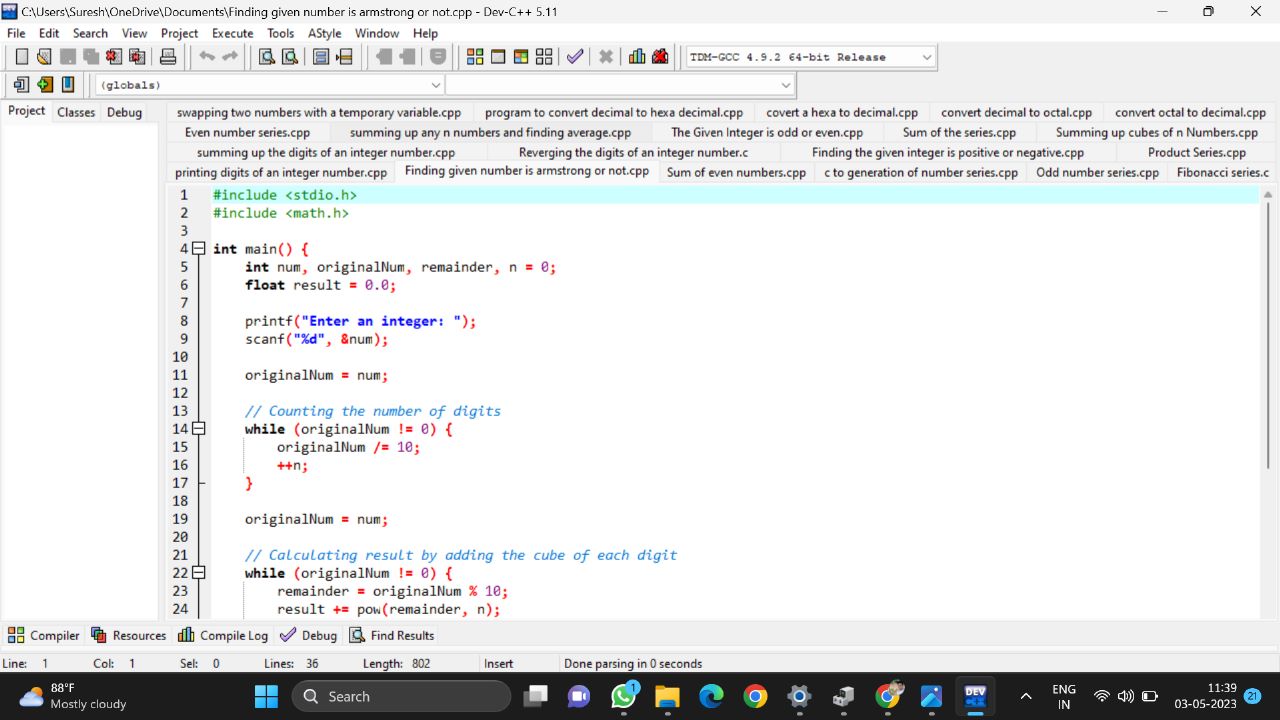 C:\Users\Suresh\OneDrive\Documents\Finding given number is armstrong or not.cpp - Dev-C++ 5.11
File Edit Search View Project Execute Tools AStyle Window Help
TDM-GCC 4.9.2 64-bit Release
(globals)
Project Classes Debug
swapping two numbers with a temporary variable.cpp program to convert decimal to hexa decimal.cpp covert a hexa to decimal.cpp convert decimal to octal.cpp convert octal to decimal.cpp
Even number series.cpp summing up any n numbers and finding average.cpp The Given Integer is odd or even.cpp Sum of the series.cpp Summing up cubes of n Numbers.cpp
summing up the digits of an integer number.cpp Reverging the digits of an integer number.c Finding the given integer is positive or negative.cpp Product Series.cpp
printing digits of an integer number.cpp Finding given number is armstrong or not.cpp Sum of even numbers.cpp c to generation of number series.cpp Odd number series.cpp Fibonacci series.c
1 #include <stdio.h>
2 #include <math.h>
3
4 int main() {
5 int num, originalNum, remainder, n = 0;
6 float result = 0.0;
7
8 printf("Enter an integer: ");
9 scanf("%d", &num);
10
11 originalNum = num;
12
13 // Counting the number of digits
14 while (originalNum != 0) {
15 originalNum /= 10;
16 ++n;
17 }
18
19 originalNum = num;
20
21 // Calculating result by adding the cube of each digit
22 while (originalNum != 0) {
23 remainder = originalNum % 10;
24 result += pow(remainder, n);
Compiler Resources Compile Log Debug Find Results
Line: 1 Col: 1 Sel: 0 Lines: 36 Length: 802 Insert Done parsing in 0 seconds
88°F
Mostly cloudy
Search
1
DEV
C++
ENG
IN
11:39
03-05-2023
21